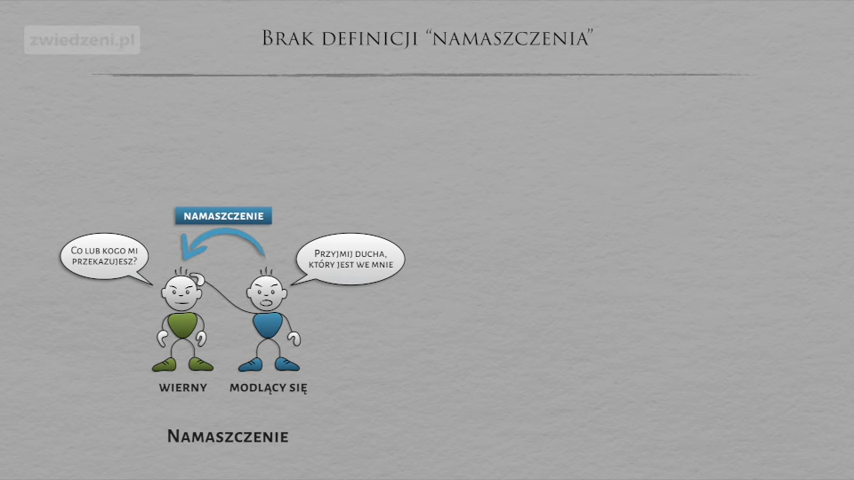 zwiedzeni.pl
Brak definicji “namaszczenia”
NAMASZCZENIE
Co lub kogo mi
przekazujesz?
Przyjmij ducha,
który jest we mnie
WIERNY
MODLĄCY SIĘ
Namaszczenie